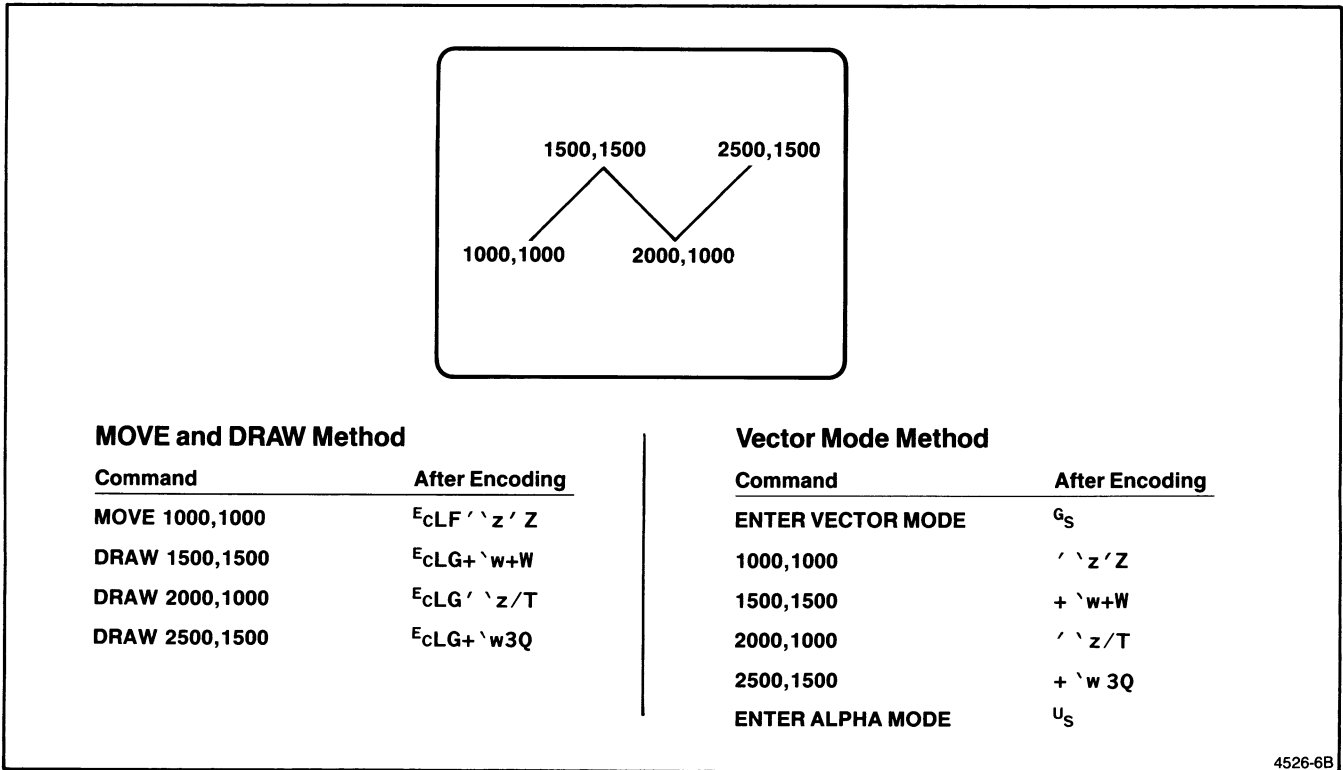 1500,1500 2500,1500
1000,1000 2000,1000
MOVE and DRAW Method
Command After Encoding
MOVE 1000,1000 ECLF′‵z′Z
DRAW 1500,1500 ECLG+‵w+W
DRAW 2000,1000 ECLG′‵z/T
DRAW 2500,1500 ECLG+‵w3Q
Vector Mode Method
Command After Encoding
ENTER VECTOR MODE GS
1000,1000 ′‵z′Z
1500,1500 +‵w+W
2000,1000 ′‵z/T
2500,1500 +‵w 3Q
ENTER ALPHA MODE US
4526-6B